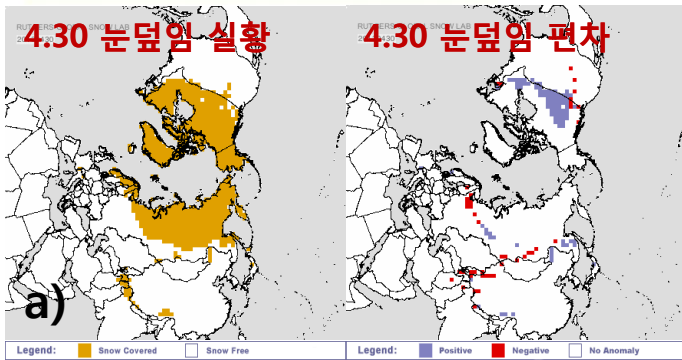 4.30 눈덮임 실황
4.30 눈덮임 편차
a)
Legend: Snow Covered Snow Free
Legend: Positive Negative No Anomaly